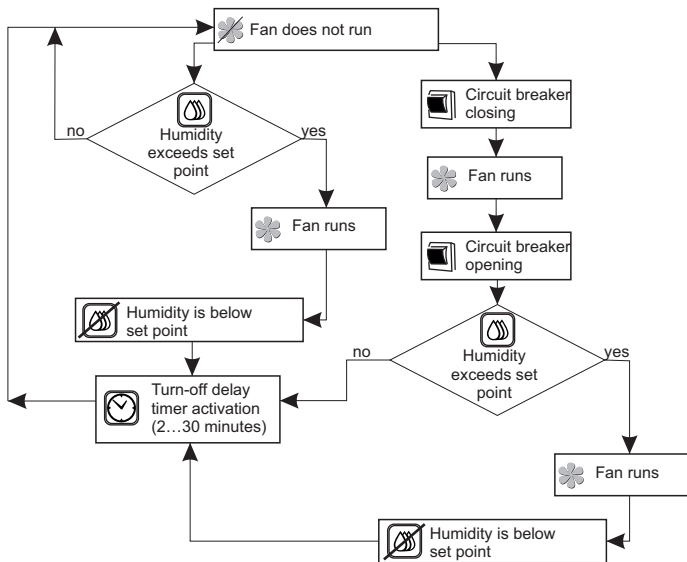 Fan does not run
Humidity
exceeds set
point
no
yes
Fan runs
Humidity is below
set point
Turn-off delay
timer activation
(2…30 minutes)
Circuit breaker
closing
Fan runs
Circuit breaker
opening
Humidity
exceeds set
point
no
yes
Fan runs
Humidity is below
set point